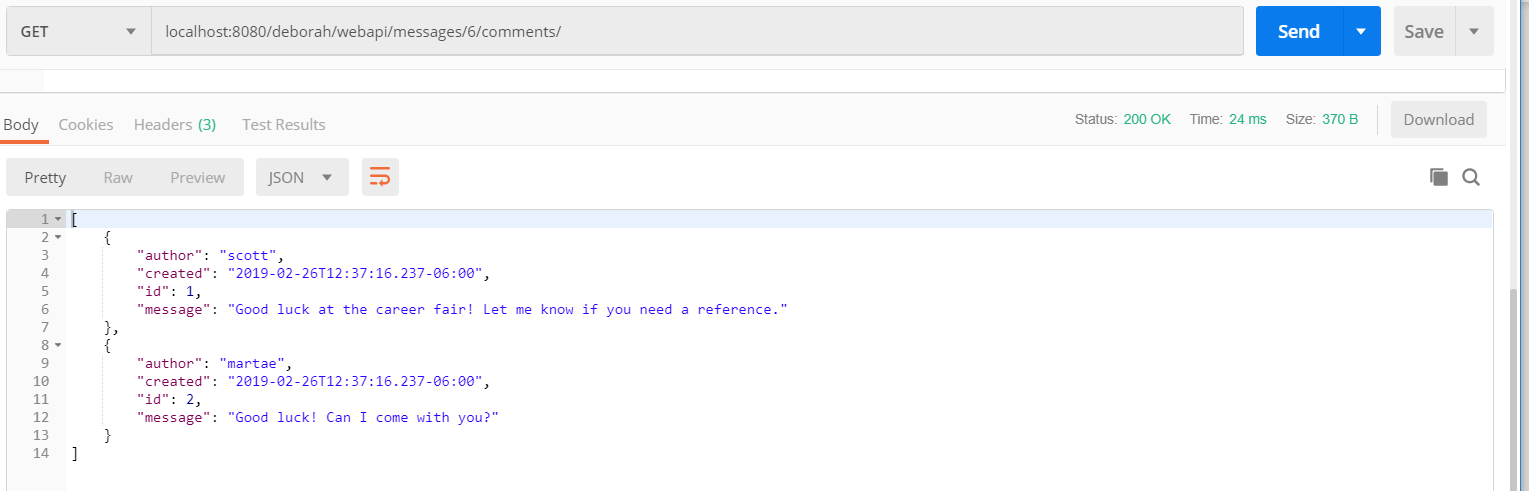 GET localhost:8080/deborah/webapi/messages/6/comments/ Send Save
Body Cookies Headers (3) Test Results Status: 200 OK Time: 24 ms Size: 370 B Download
Pretty Raw Preview JSON
1 [
2 {
3 "author": "scott",
4 "created": "2019-02-26T12:37:16.237-06:00",
5 "id": 1,
6 "message": "Good luck at the career fair! Let me know if you need a reference."
7 },
8 {
9 "author": "martae",
10 "created": "2019-02-26T12:37:16.237-06:00",
11 "id": 2,
12 "message": "Good luck! Can I come with you?"
13 }
14 ]